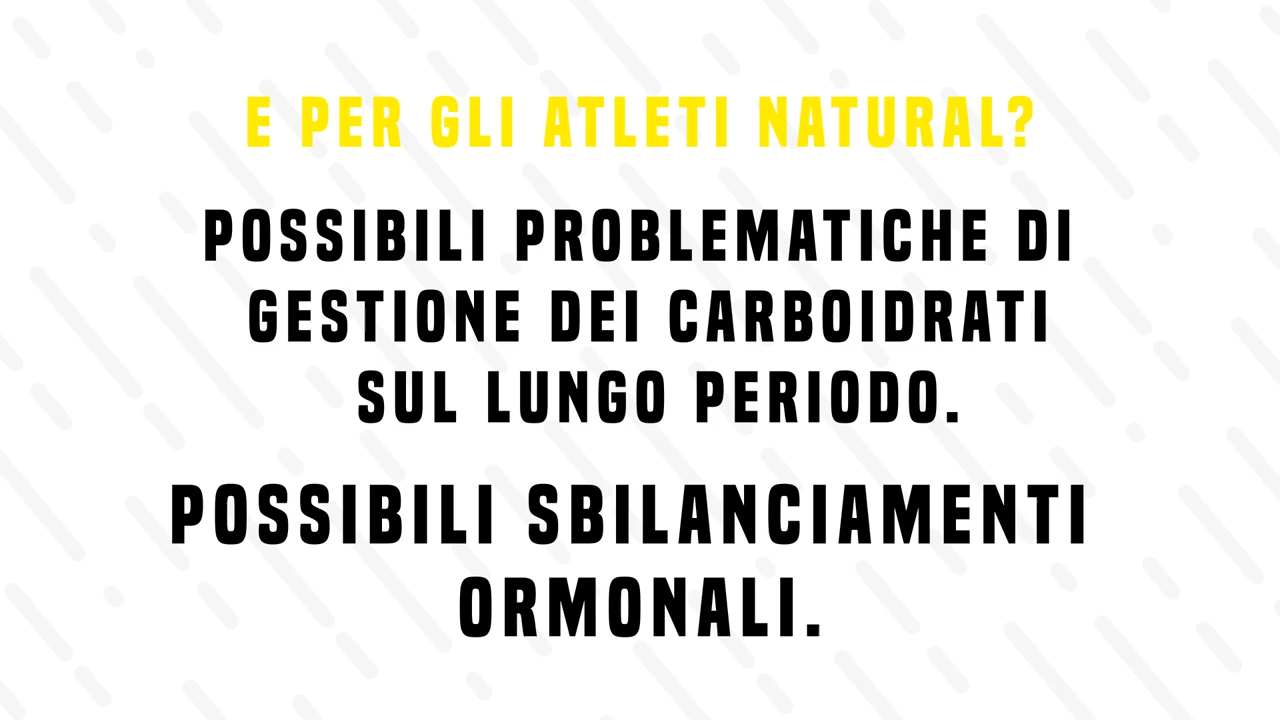 E PER GLI ATLETI NATURAL?
POSSIBILI PROBLEMATICHE DI
GESTIONE DEI CARBOIDRATI
SUL LUNGO PERIODO.
POSSIBILI SBILANCIAMENTI
ORMONALI.